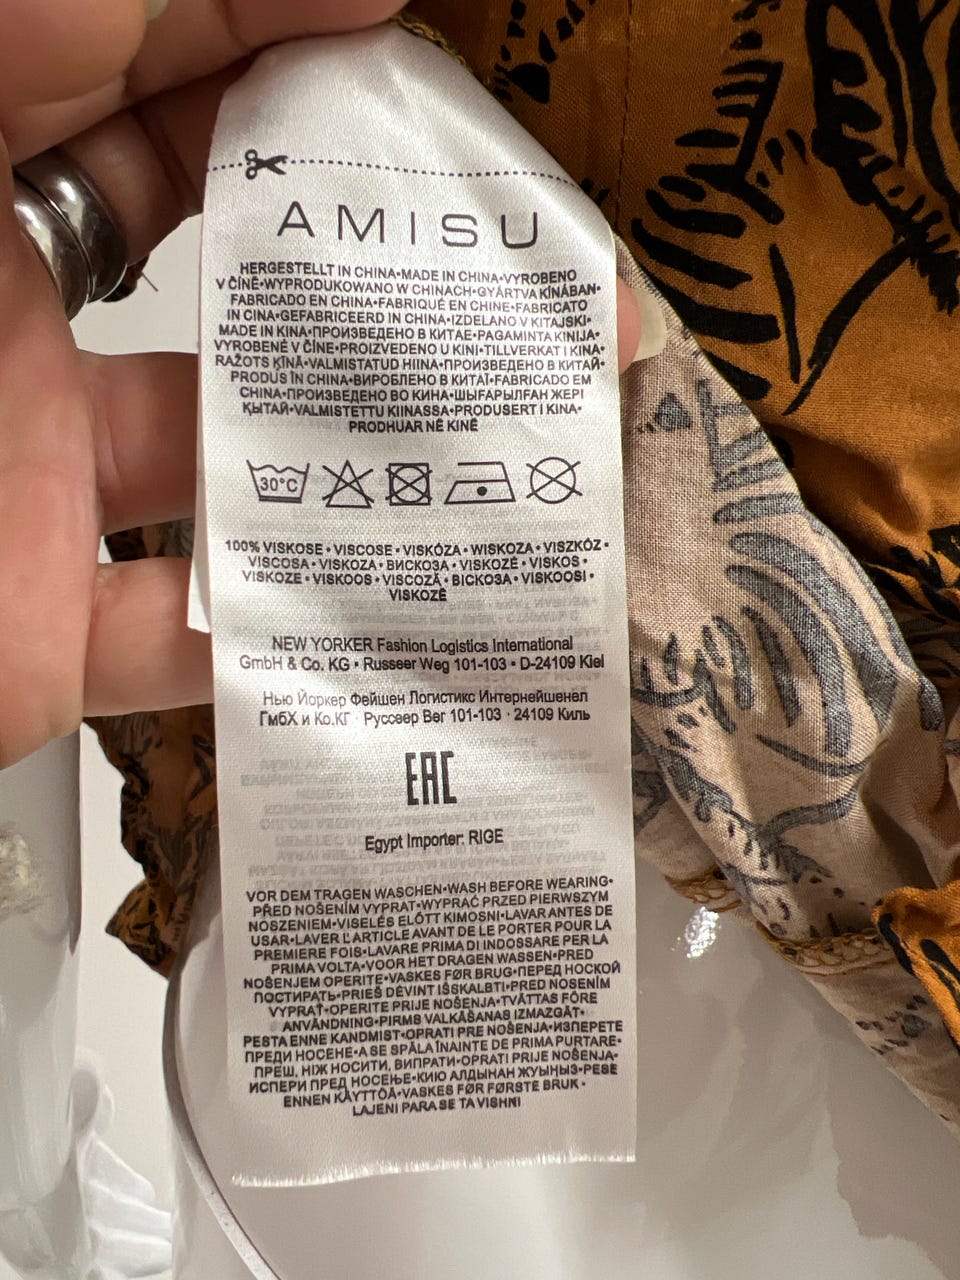 AMISU
HERGESTELLT IN CHINA•MADE IN CHINA•VYROBENO
V ČÍNĚ•WYPRODUKOWANO W CHINACH•GYÁRTVA KÍNÁBAN•
FABRICADO EN CHINA•FABRIQUÉ EN CHINE•FABRICATO
IN CINA•GEFABRICEERD IN CHINA•IZDELANO V KITAJSKI•
MADE IN KINA•ПРОИЗВЕДЕНО В КИТАЕ•PAGAMINTA KINIJA•
VYROBENÉ V ČÍNE•PROIZVEDENO U KINI•TILLVERKAT I KINA•
RAŽOTS ĶĪNĀ•VALMISTATUD HIINA•ПРОИЗВЕДЕНО В КИТАЙ•
PRODUS ÎN CHINA•ВИРОБЛЕНО В КИТАЇ•FABRICADO EM
CHINA•ПРОИЗВЕДЕНО ВО КИНА•ШЫҒАРЫЛҒАН ЖЕРІ
ҚЫТАЙ•VALMISTETTU KIINASSA•PRODUSERT I KINA•
PRODHUAR NË KINË
30°C
100% VISKOSE • VISCOSE • VISKÓZA • WISKOZA • VISZKÓZ •
VISCOSA • VISKOZA • ВИСКОЗА • VISKOZĖ • VISKOS •
VISKOZE • VISKOOS • VISCOZĂ • ВІСКОЗА • VISKOOSI •
VISKOZË
NEW YORKER Fashion Logistics International
GmbH & Co. KG • Russeer Weg 101-103 • D-24109 Kiel
Нью Йоркер Фейшен Логистикс Интернейшенел
ГмбХ и Ко.КГ · Руссеер Вег 101-103 · 24109 Киль
EAC
Egypt Importer: RIGE
VOR DEM TRAGEN WASCHEN•WASH BEFORE WEARING•
PŘED NOŠENÍM VYPRAT•WYPRAĆ PRZED PIERWSZYM
NOSZENIEM•VISELÉS ELŐTT KIMOSNI•LAVAR ANTES DE
USAR•LAVER L'ARTICLE AVANT DE LE PORTER POUR LA
PREMIERE FOIS•LAVARE PRIMA DI INDOSSARE PER LA
PRIMA VOLTA•VOOR HET DRAGEN WASSEN•PRED
NOŠENJEM OPERITE•VASKES FØR BRUG•ПЕРЕД НОСКОЙ
ПОСТИРАТЬ•PRIEŠ DĖVINT IŠSKALBTI•PRED NOSENÍM
VYPRAŤ•OPERITE PRIJE NOŠENJA•TVÄTTAS FÖRE
ANVÄNDNING•PIRMS VALKĀŠANAS IZMAZGĀT•
PESTA ENNE KANDMIST•OPRATI PRE NOŠENJA•ИЗПЕРЕТЕ
ПРЕДИ НОСЕНЕ•A SE SPĂLA ÎNAINTE DE PRIMA PURTARE•
ПРЕШ, НІЖ НОСИТИ, ВИПРАТИ•OPRATI PRIJE NOŠENJA•
ИСПЕРИ ПРЕД НОСЕЊЕ•КИЮ АЛДЫНАН ЖУЫҢЫЗ•PESE
ENNEN KÄYTTÖÄ•VASKES FØR FØRSTE BRUK •
LAJENI PARA SE TA VISHNI